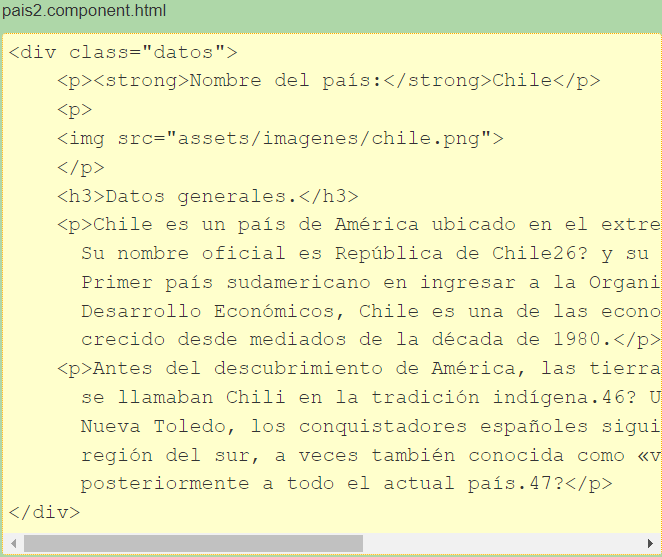 pais2.component.html
<div class="datos">
<p><strong>Nombre del país:</strong>Chile</p>
<p>
<img src="assets/imagenes/chile.png">
</p>
<h3>Datos generales.</h3>
<p>Chile es un país de América ubicado en el extre
Su nombre oficial es República de Chile26? y su
Primer país sudamericano en ingresar a la Organi
Desarrollo Económicos, Chile es una de las econo
crecido desde mediados de la década de 1980.</p>
<p>Antes del descubrimiento de América, las tierra
se llamaban Chili en la tradición indígena.46? U
Nueva Toledo, los conquistadores españoles sigui
región del sur, a veces también conocida como «v
posteriormente a todo el actual país.47?</p>
</div>